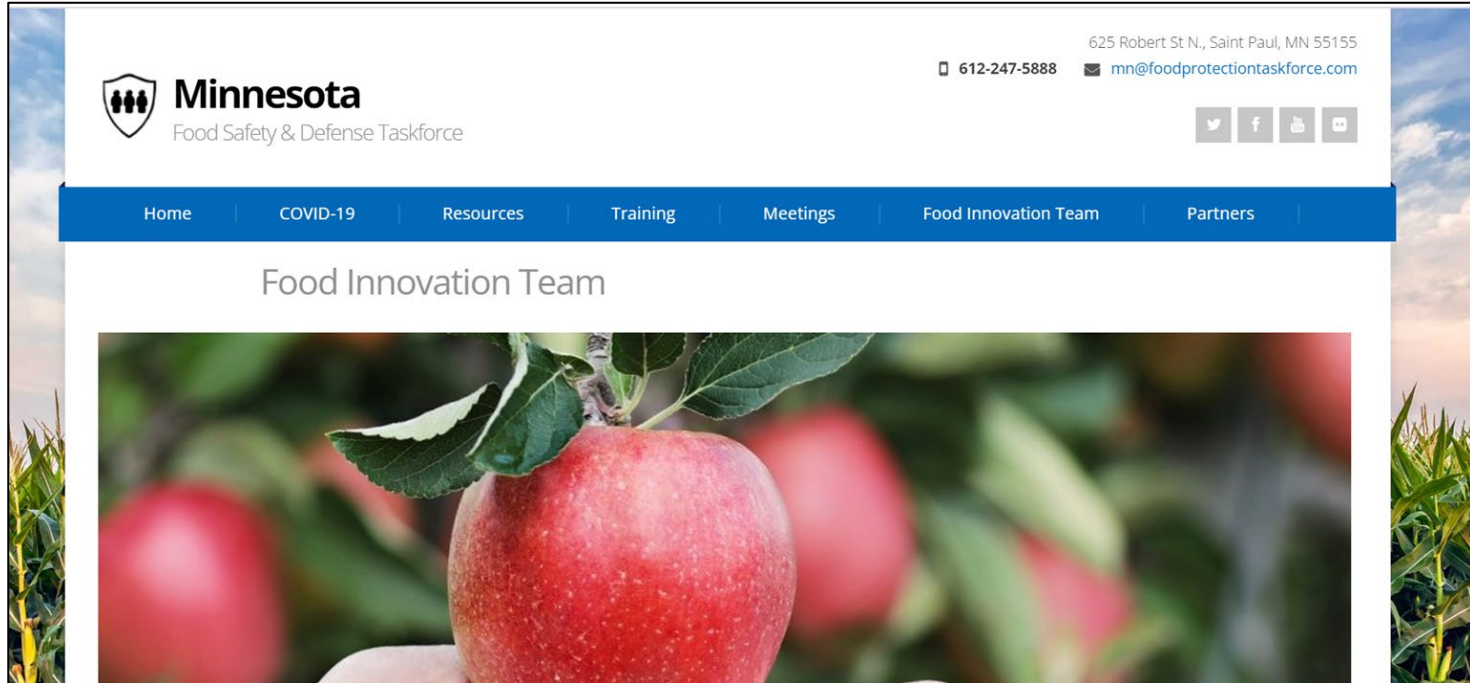 625 Robert St N., Saint Paul, MN 55155
612-247-5888 mn@foodprotectiontaskforce.com
Minnesota
Food Safety & Defense Taskforce
Home COVID-19 Resources Training Meetings Food Innovation Team Partners
Food Innovation Team